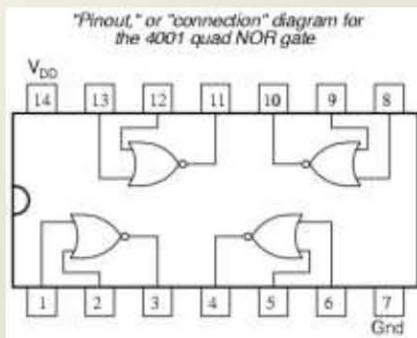 "Pinout," or "connection" diagram for
the 4001 quad NOR gate
V_DD
14 13 12 11 10 9 8
1 2 3 4 5 6 7
Gnd